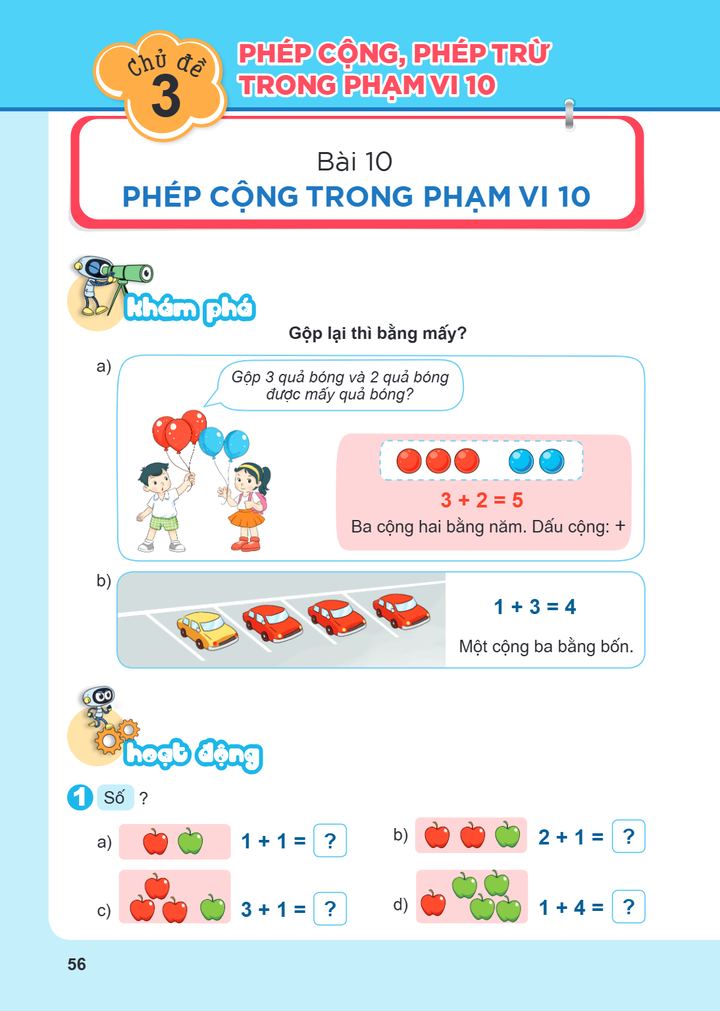 Chủ đề
3
PHÉP CỘNG, PHÉP TRỪ
TRONG PHẠM VI 10
Bài 10
PHÉP CỘNG TRONG PHẠM VI 10
Khám phá
Gộp lại thì bằng mấy?
a)
Gộp 3 quả bóng và 2 quả bóng
được mấy quả bóng?
3 + 2 = 5
Ba cộng hai bằng năm. Dấu cộng: +
b)
1 + 3 = 4
Một cộng ba bằng bốn.
hoạt động
1 Số ?
a) 1 + 1 = ?
b) 2 + 1 = ?
c) 3 + 1 = ?
d) 1 + 4 = ?
56